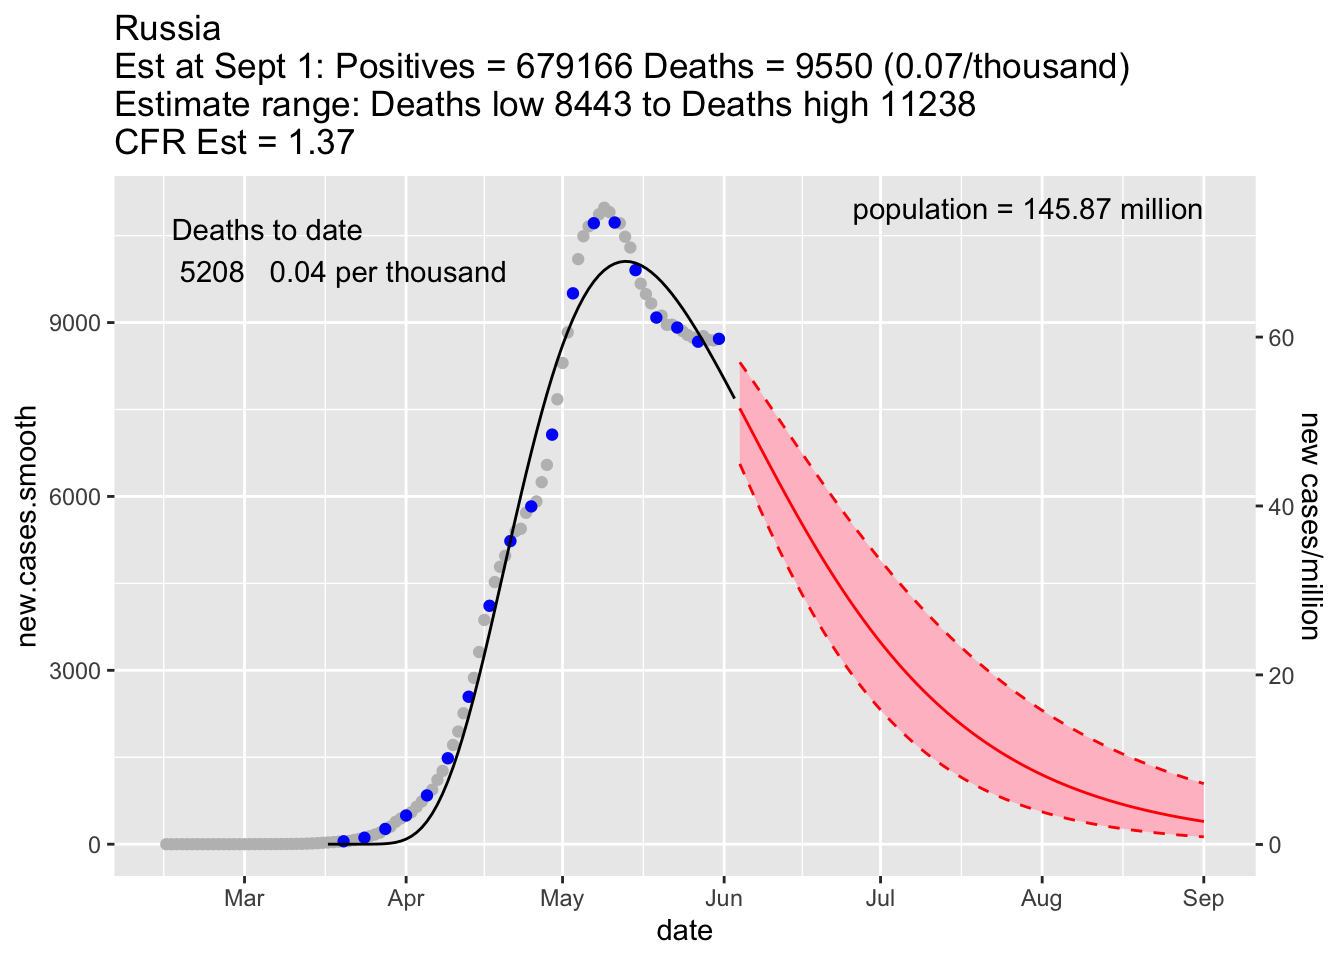 Russia
Est at Sept 1: Positives = 679166 Deaths = 9550 (0.07/thousand)
Estimate range: Deaths low 8443 to Deaths high 11238
CFR Est = 1.37
Deaths to date
5208 0.04 per thousand
population = 145.87 million
new.cases.smooth
9000
6000
3000
0
60
40
20
0
new cases/million
Mar Apr May Jun Jul Aug Sep
date